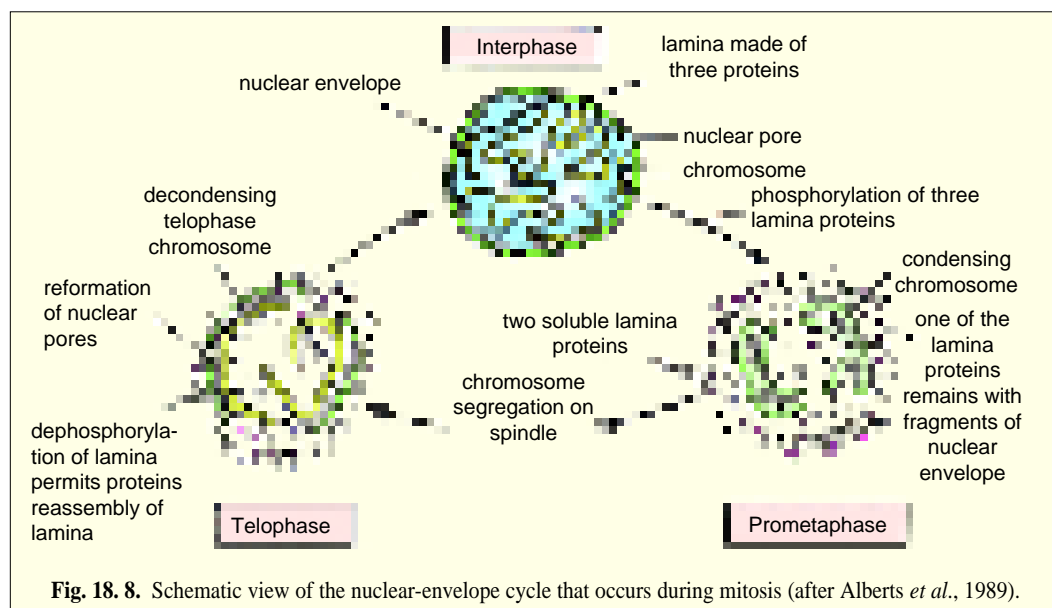 Interphase
lamina made of
three proteins
nuclear envelope
nuclear pore
chromosome
phosphorylation of three
lamina proteins
decondensing
telophase
chromosome
condensing
chromosome
reformation
of nuclear
pores
two soluble lamina
proteins
one of the
lamina
proteins
remains with
fragments of
nuclear
envelope
chromosome
segregation on
spindle
dephosphoryla-
tion of lamina
permits proteins
reassembly of
lamina
Telophase
Prometaphase
Fig. 18. 8. Schematic view of the nuclear-envelope cycle that occurs during mitosis (after Alberts et al., 1989).